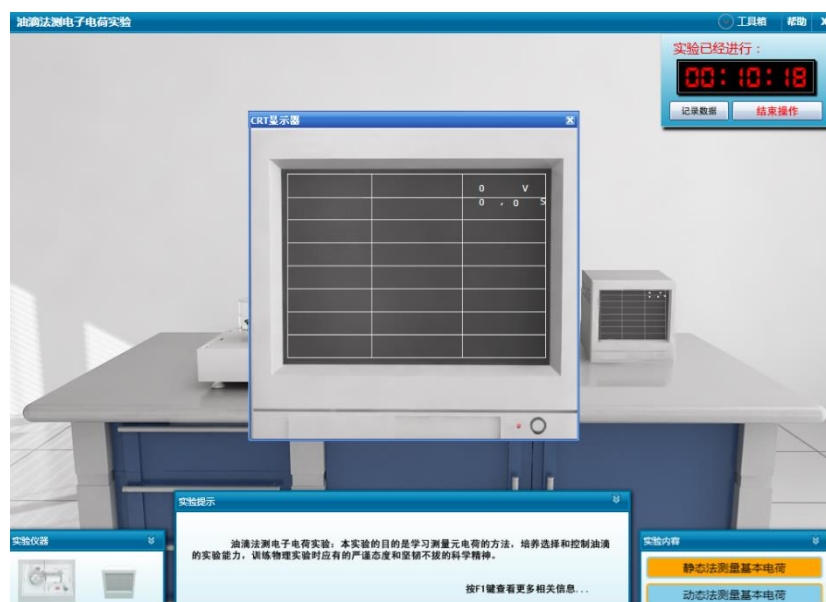 油滴法测电子电荷实验
工具箱 帮助 X
实验已经进行：
00:10:18
记录数据 结束操作
CRT显示器
0 V
0.0 S
实验提示
油滴法测电子电荷实验：本实验的目的是学习测量元电荷的方法，培养选择和控制油滴
的实验能力，训练物理实验时应有的严谨态度和坚韧不拔的科学精神。
按F1键查看更多相关信息...
实验仪器
实验内容
静态法测量基本电荷
动态法测量基本电荷